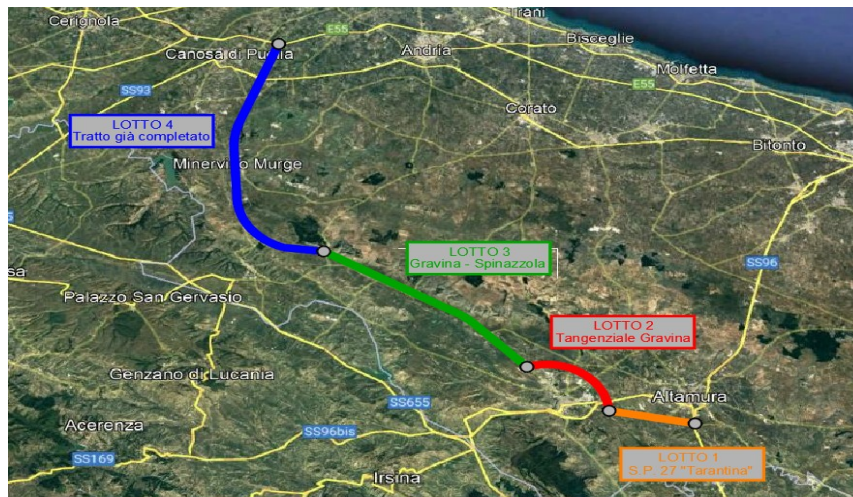 Cerignola
Trani
Canosa di Puglia
E55
Andria
Bisceglie
Molfetta
SS93
E55
Corato
LOTTO 4
Tratto già completato
Bitonto
Minervino Murge
LOTTO 3
Gravina - Spinazzola
SS96
Palazzo San Gervasio
LOTTO 2
Tangenziale Gravina
Genzano di Lucania
SS655
Altamura
Acerenza
SS96bis
SS169
Irsina
LOTTO 1
S.P. 27 "Tarantina"